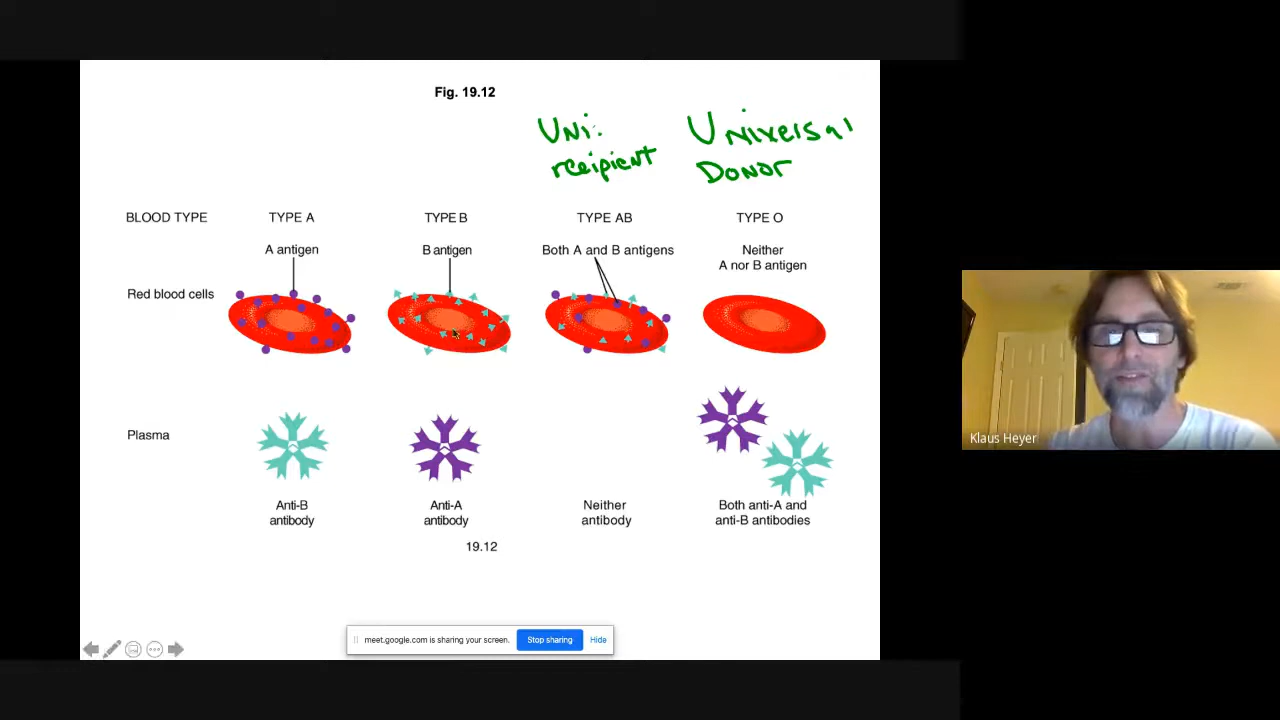 Fig. 19.12
Uni.
recipient
Universal
Donor
BLOOD TYPE
TYPE A
TYPE B
TYPE AB
TYPE O
A antigen
B antigen
Both A and B antigens
Neither
A nor B antigen
Red blood cells
Plasma
Anti-B
antibody
Anti-A
antibody
Neither
antibody
Both anti-A and
anti-B antibodies
19.12
meet.google.com is sharing your screen.
Stop sharing
Hide
Klaus Heyer